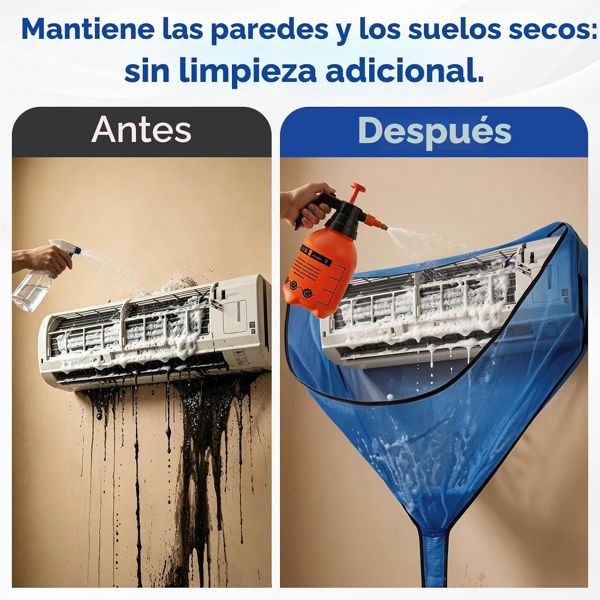 Mantiene las paredes y los suelos secos:
sin limpieza adicional.
Antes
Después